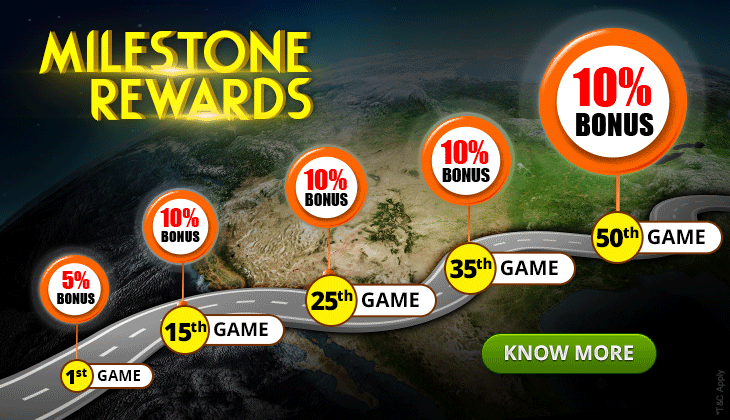 MILESTONE
REWARDS
5%
BONUS
1st GAME
10%
BONUS
15th GAME
10%
BONUS
25th GAME
10%
BONUS
35th GAME
10%
BONUS
50th GAME
KNOW MORE
*T&C Apply